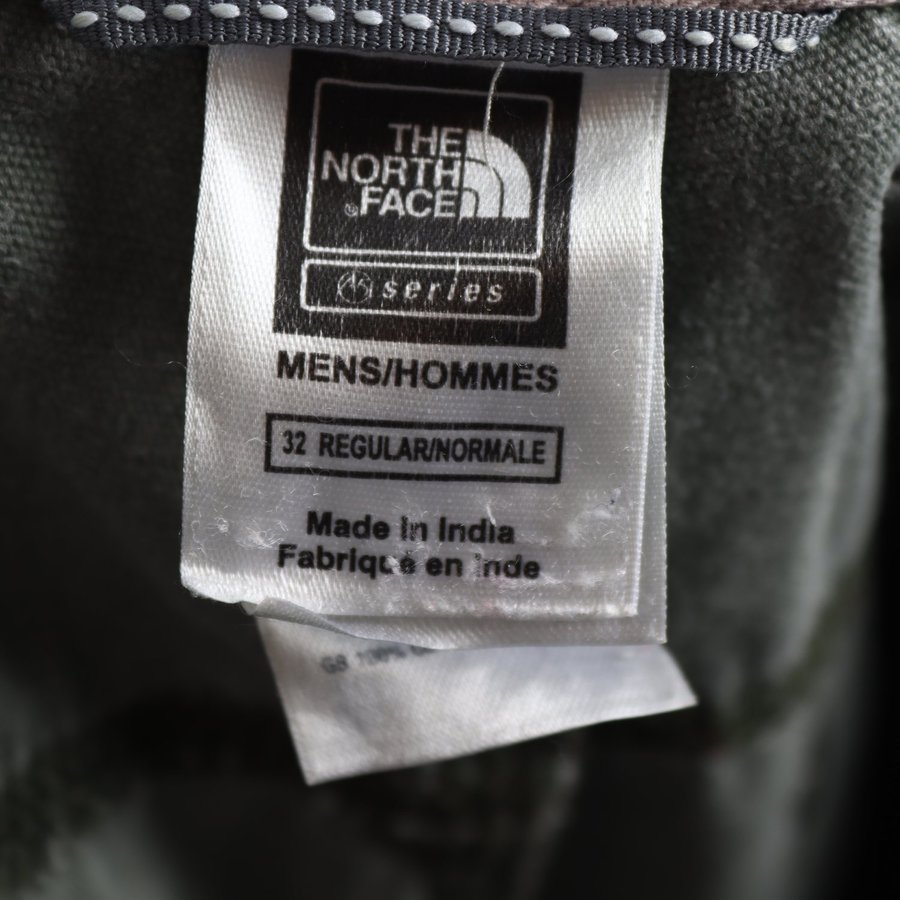 THE
NORTH
® FACE
series
MENS/HOMMES
32 REGULAR/NORMALE
Made In India
Fabriqué en Inde